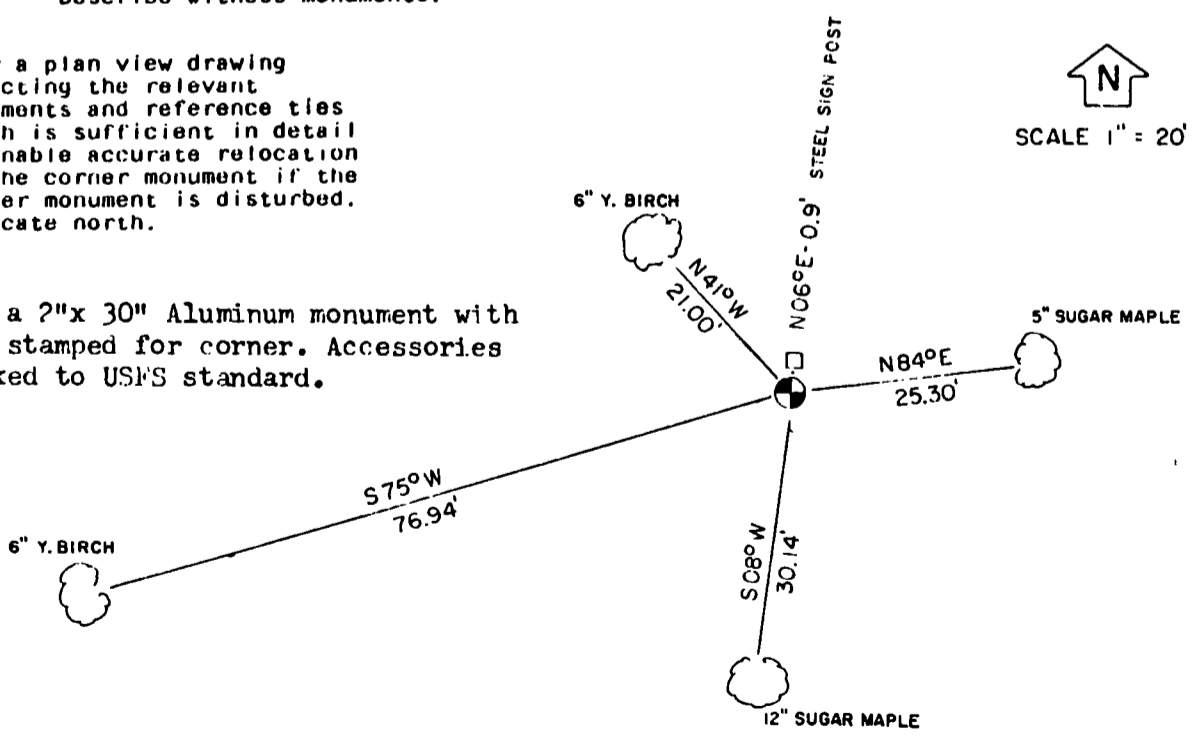 a plan view drawing
cting the relevant
ments and reference ties
h is sufficient in detail
nable accurate relocation
he corner monument if the
er monument is disturbed.
cate north.
a ?"x 30" Aluminum monument with
stamped for corner. Accessories
ked to USFS standard.
N
SCALE 1" = 20'
N06°E-0.9' STEEL SIGN POST
6" Y. BIRCH
N41°W
21.00'
5" SUGAR MAPLE
N84°E
25.30'
S75°W
76.94'
6" Y. BIRCH
S08°W
30.14'
12" SUGAR MAPLE